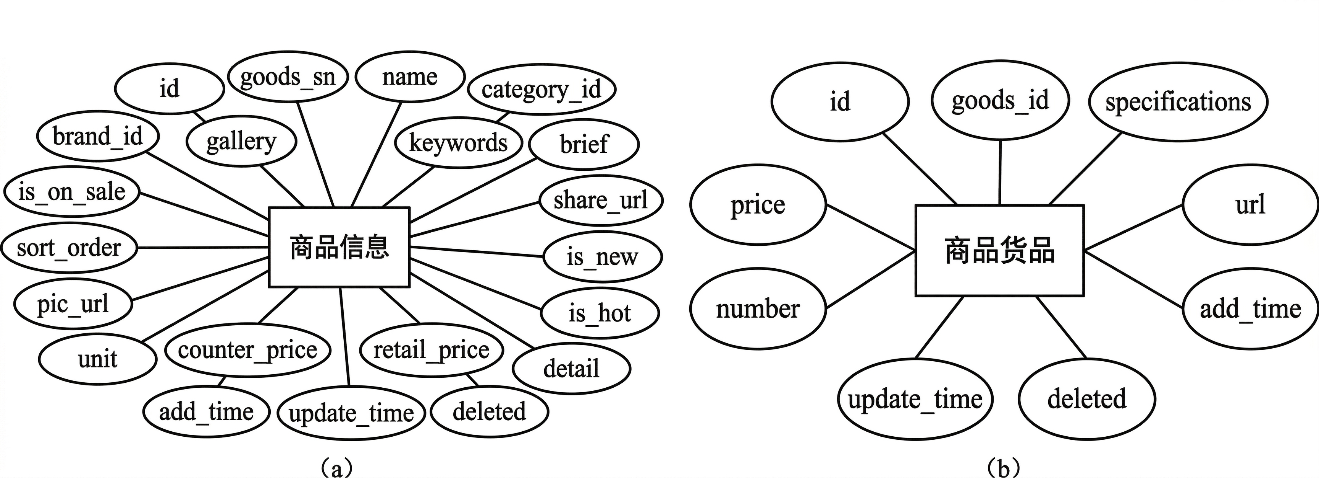 id
goods_sn
name
category_id
brand_id
gallery
keywords
brief
is_on_sale
share_url
sort_order
商品信息
is_new
pic_url
is_hot
unit
counter_price
retail_price
detail
add_time
update_time
deleted
(a)
id
goods_id
specifications
price
url
商品货品
number
add_time
update_time
deleted
(b)